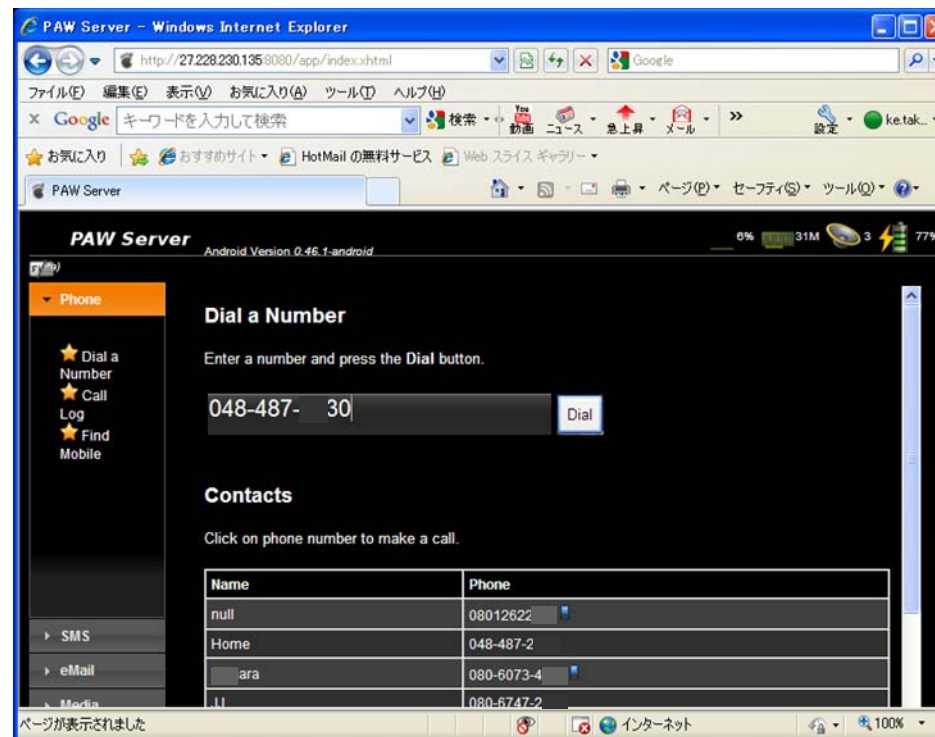 PAW Server - Windows Internet Explorer
http://27.228.230.135:8080/app/index.xhtml
Google
ファイル(F) 編集(E) 表示(V) お気に入り(A) ツール(T) ヘルプ(H)
× Google キーワードを入力して検索 検索 You Tube 動画 ニュース 急上昇 メール » 設定 ke.tak...
お気に入り おすすめサイト HotMail の無料サービス Web スライス ギャラリー
PAW Server ページ(P) セーフティ(S) ツール(O)
PAW Server Android Version 0.46.1-android 6% 31M 3 77%
Phone
Dial a Number
Call Log
Find Mobile
SMS
eMail
Media
Dial a Number
Enter a number and press the Dial button.
048-487- 30 Dial
Contacts
Click on phone number to make a call.
Name Phone
null 08012622
Home 048-487-2
ara 080-6073-4
JJ 080-6747-2
ページが表示されました インターネット 100%